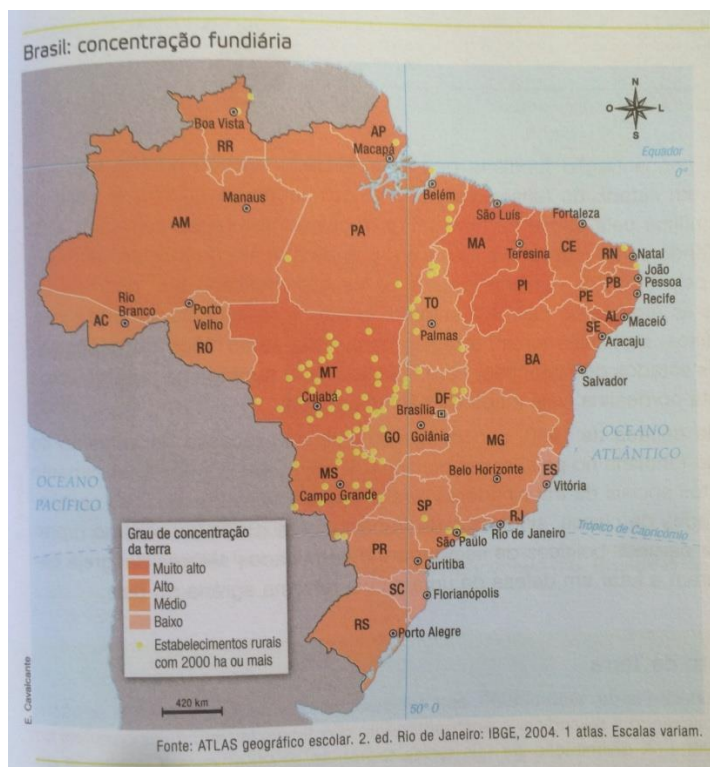 Brasil: concentração fundiária
N
O
L
S
Boa Vista
RR
AP
Macapá
Equador
0°
Manaus
Belém
AM
PA
São Luís
Fortaleza
MA
Teresina
CE
RN
Natal
João
Pessoa
PB
PI
PE
Recife
AC
Rio
Branco
Porto
Velho
RO
TO
Palmas
AL
Maceió
SE
Aracaju
MT
BA
Cuiabá
Salvador
DF
Brasília
GO
Goiânia
MG
OCEANO
ATLÂNTICO
OCEANO
PACÍFICO
MS
Campo Grande
Belo Horizonte
ES
Vitória
SP
RJ
Rio de Janeiro
São Paulo
Trópico de Capricórnio
PR
Curitiba
SC
Florianópolis
RS
Porto Alegre
Grau de concentração
da terra
Muito alto
Alto
Médio
Baixo
Estabelecimentos rurais
com 2000 ha ou mais
420 km
50° O
E. Cavalcante
Fonte: ATLAS geográfico escolar. 2. ed. Rio de Janeiro: IBGE, 2004. 1 atlas. Escalas variam.